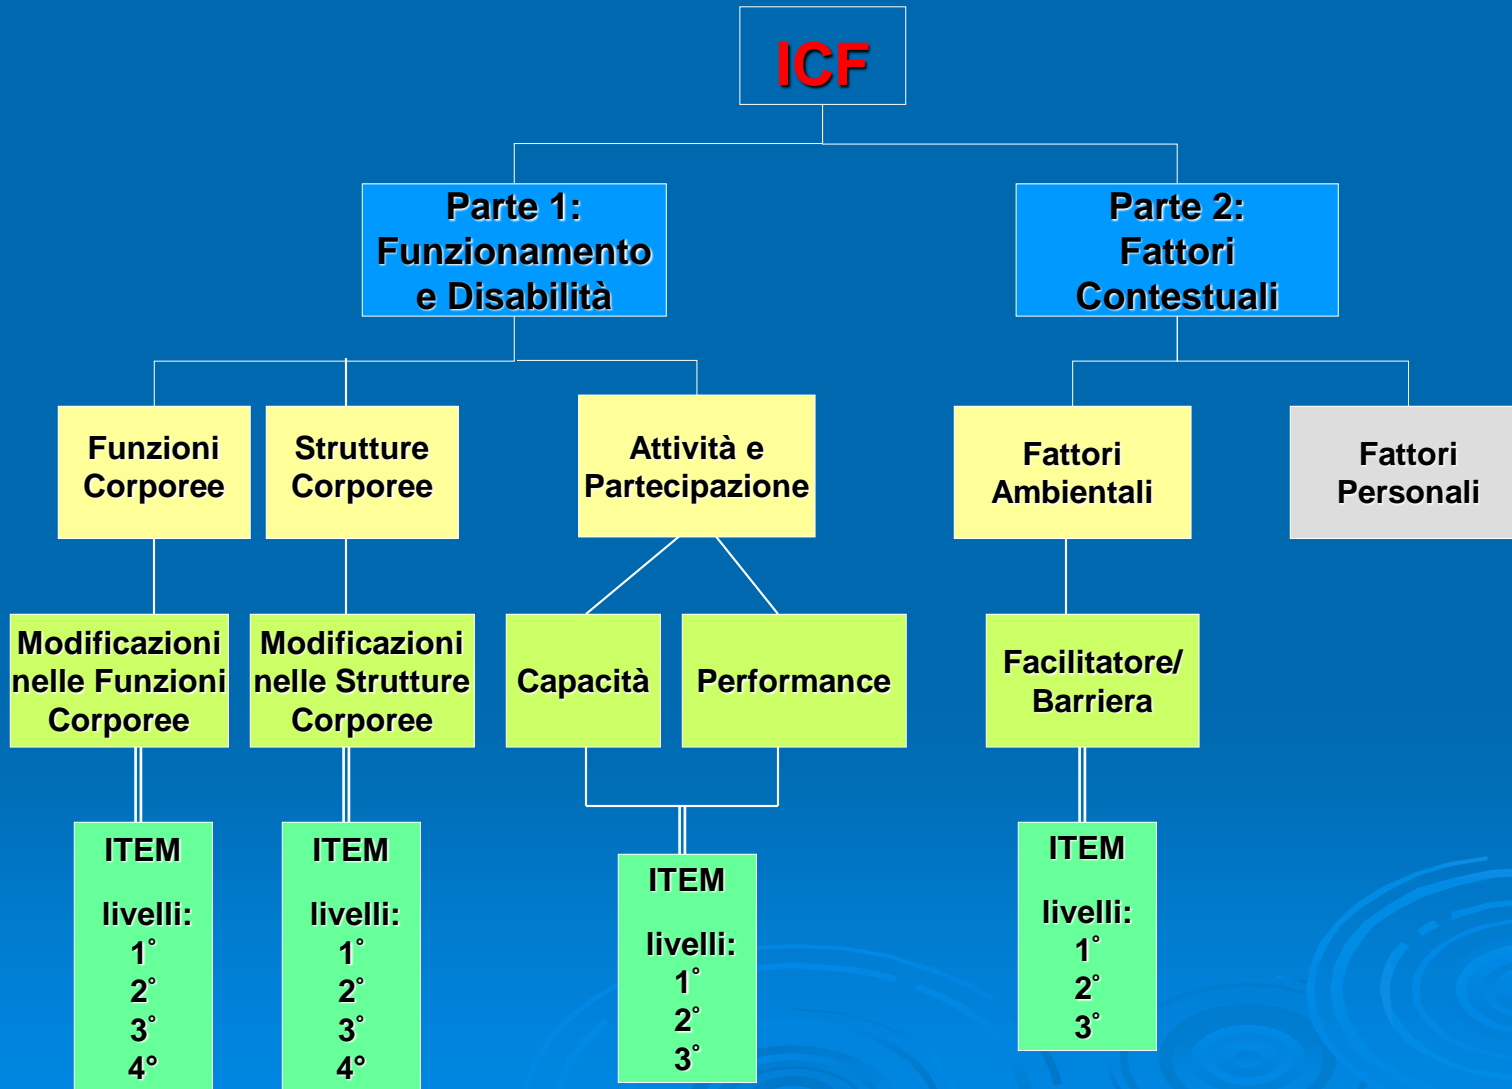 ICF
Parte 1:
Funzionamento
e Disabilità
Parte 2:
Fattori
Contestuali
Funzioni
Corporee
Strutture
Corporee
Attività e
Partecipazione
Fattori
Ambientali
Fattori
Personali
Modificazioni
nelle Funzioni
Corporee
Modificazioni
nelle Strutture
Corporee
Capacità
Performance
Facilitatore/
Barriera
ITEM
livelli:
1°
2°
3°
4°
ITEM
livelli:
1°
2°
3°
4°
ITEM
livelli:
1°
2°
3°
ITEM
livelli:
1°
2°
3°